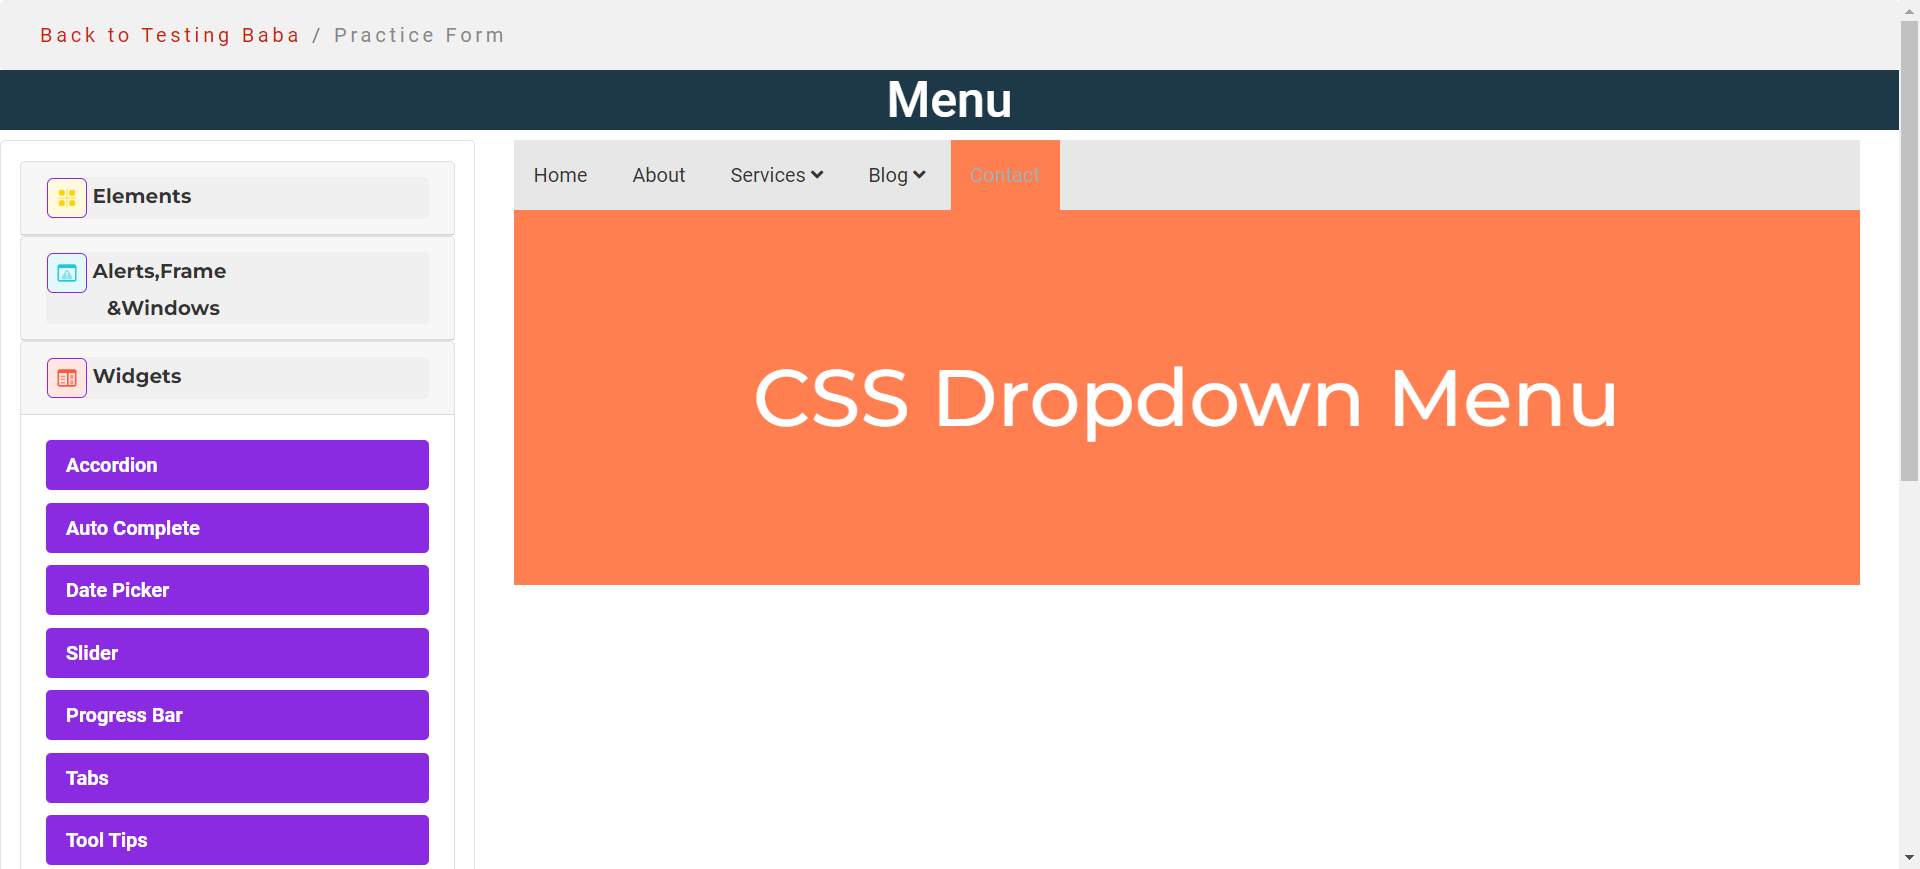 Back to Testing Baba / Practice Form
Menu
Home About Services Blog Contact
Elements
Alerts,Frame
&Windows
Widgets
CSS Dropdown Menu
Accordion
Auto Complete
Date Picker
Slider
Progress Bar
Tabs
Tool Tips